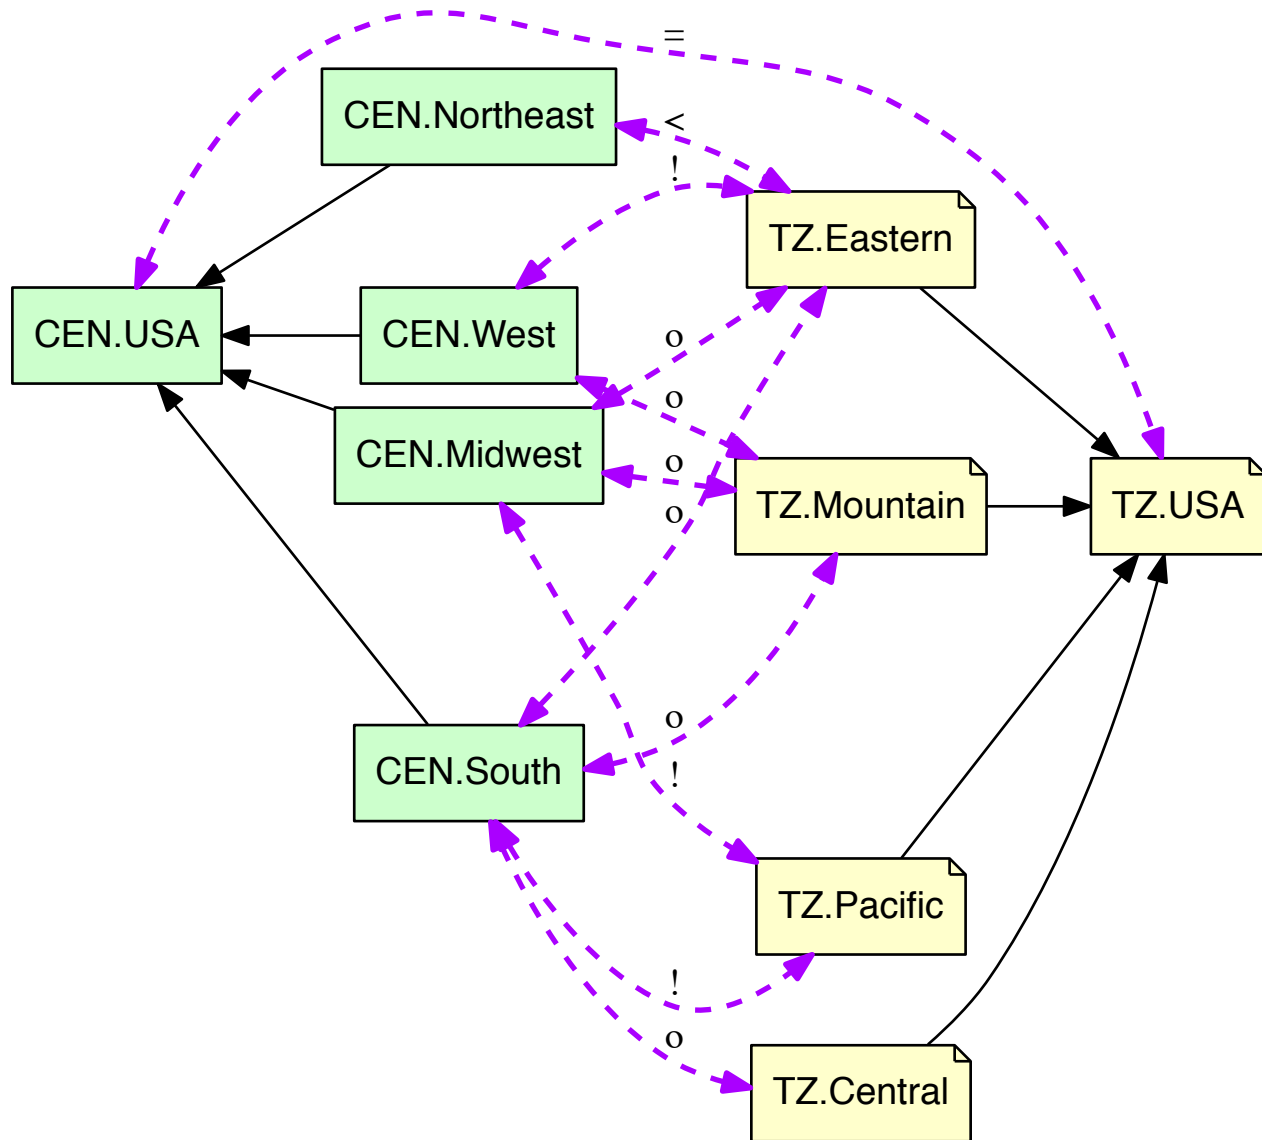 =
CEN.Northeast
<
!
TZ.Eastern
CEN.USA
CEN.West
o
o
CEN.Midwest
o
o
TZ.Mountain
TZ.USA
o
CEN.South
!
TZ.Pacific
!
o
TZ.Central